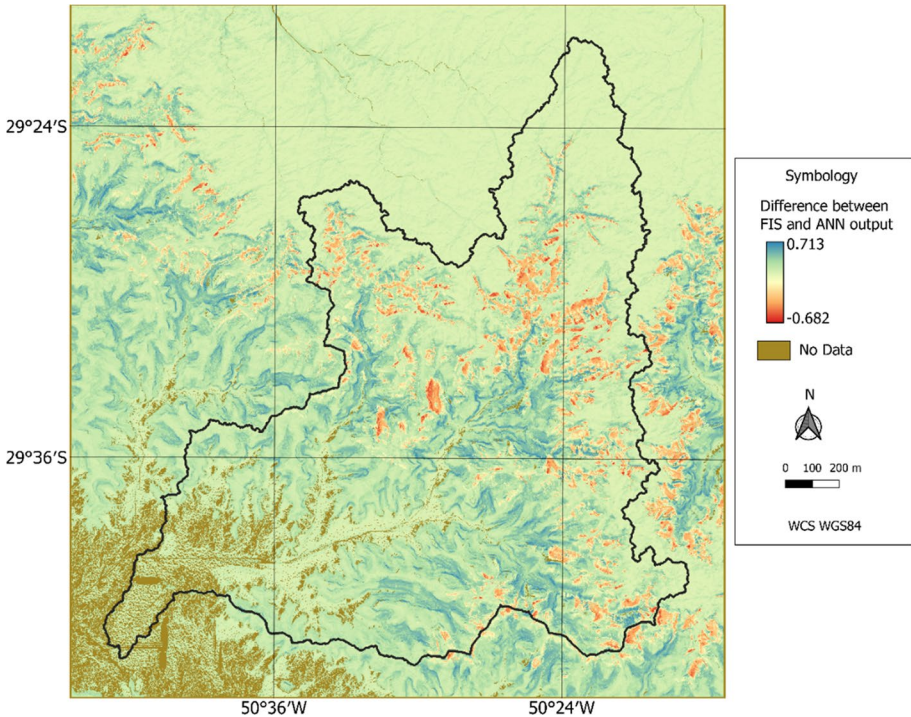 29°24'S
29°36'S
50°36'W
50°24'W
Symbology
Difference between
FIS and ANN output
0.713
-0.682
No Data
N
0 100 200 m
WCS WGS84